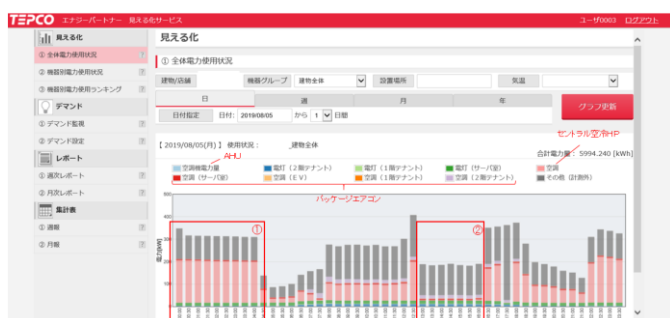 TEPCO エナジーパートナー 見える化サービス
ユーザ0003 ログアウト
見える化
① 全体電力使用状況
② 機器別電力使用状況
③ 機器別電力使用ランキング
デマンド
① デマンド監視
② デマンド設定
レポート
① 週次レポート
② 月次レポート
集計表
① 週報
② 月報
見える化
① 全体電力使用状況
建物/店舗 機器グループ 建物全体 設置場所 気温
日 週 月 年
日付指定 日付: 2019/08/05 から 1 日間
グラフ更新
【 2019/08/05(月) 】 使用状況 : _建物全体
セントラル空冷HP
合計電力量 : 5994.240 [kWh]
AHU
空調機電力量 電灯 (2階テナント) 電灯 (1階テナント) 電灯 (サーバ室) 空調
空調 (サーバ室) 空調 (EV) 空調 (1階テナント) 空調 (2階テナント) その他 (計測外)
パッケージエアコン
① ②
電力[kW]
500
400
300
200
100
0